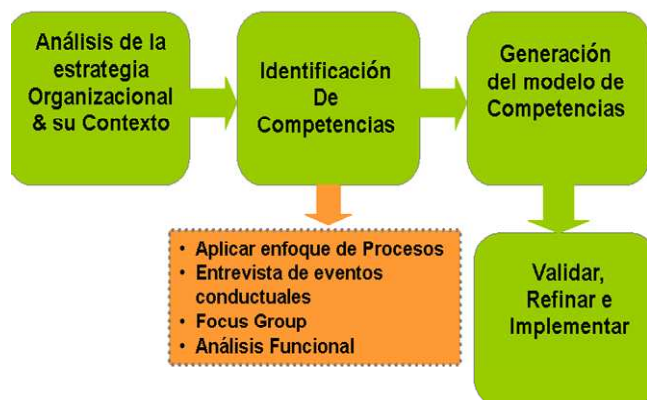 Análisis de la
estrategia
Organizacional
& su Contexto
Identificación
De
Competencias
Generación
del modelo de
Competencias
• Aplicar enfoque de Procesos
• Entrevista de eventos
conductuales
• Focus Group
• Análisis Funcional
Validar,
Refinar e
Implementar